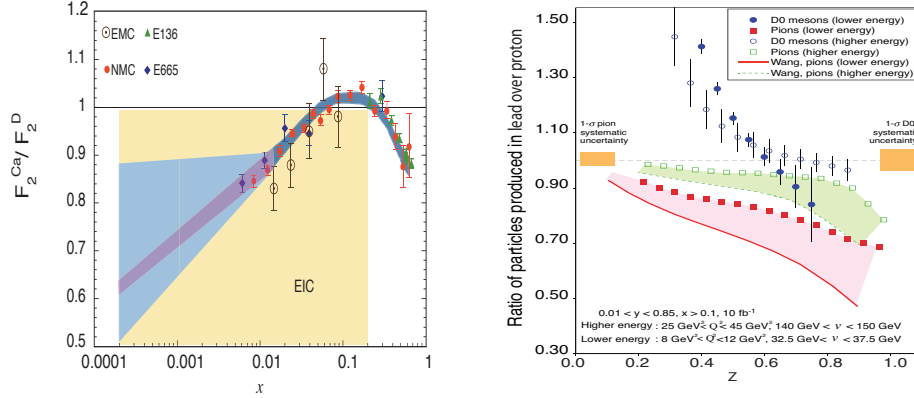 EMC
E136
NMC
E665
1
0.9
0.8
0.7
0.6
0.5
0.0001
0.001
0.01
0.1
1
EIC
F2^Ca / F2^D
x
D0 mesons (lower energy)
Pions (lower energy)
D0 mesons (higher energy)
Pions (higher energy)
Wang, pions (lower energy)
Wang, pions (higher energy)
1.50
1.30
1.10
0.90
0.70
0.50
0.30
1-σ pion
systematic
uncertainty
1-σ D0
systematic
uncertainty
0.01 < y < 0.85, x > 0.1, 10 fb⁻¹
Higher energy : 25 GeV² < Q² < 45 GeV², 140 GeV < ν < 150 GeV
Lower energy : 8 GeV² < Q² < 12 GeV², 32.5 GeV < ν < 37.5 GeV
0.0
0.2
0.4
0.6
0.8
1.0
Z
Ratio of particles produced in lead over proton